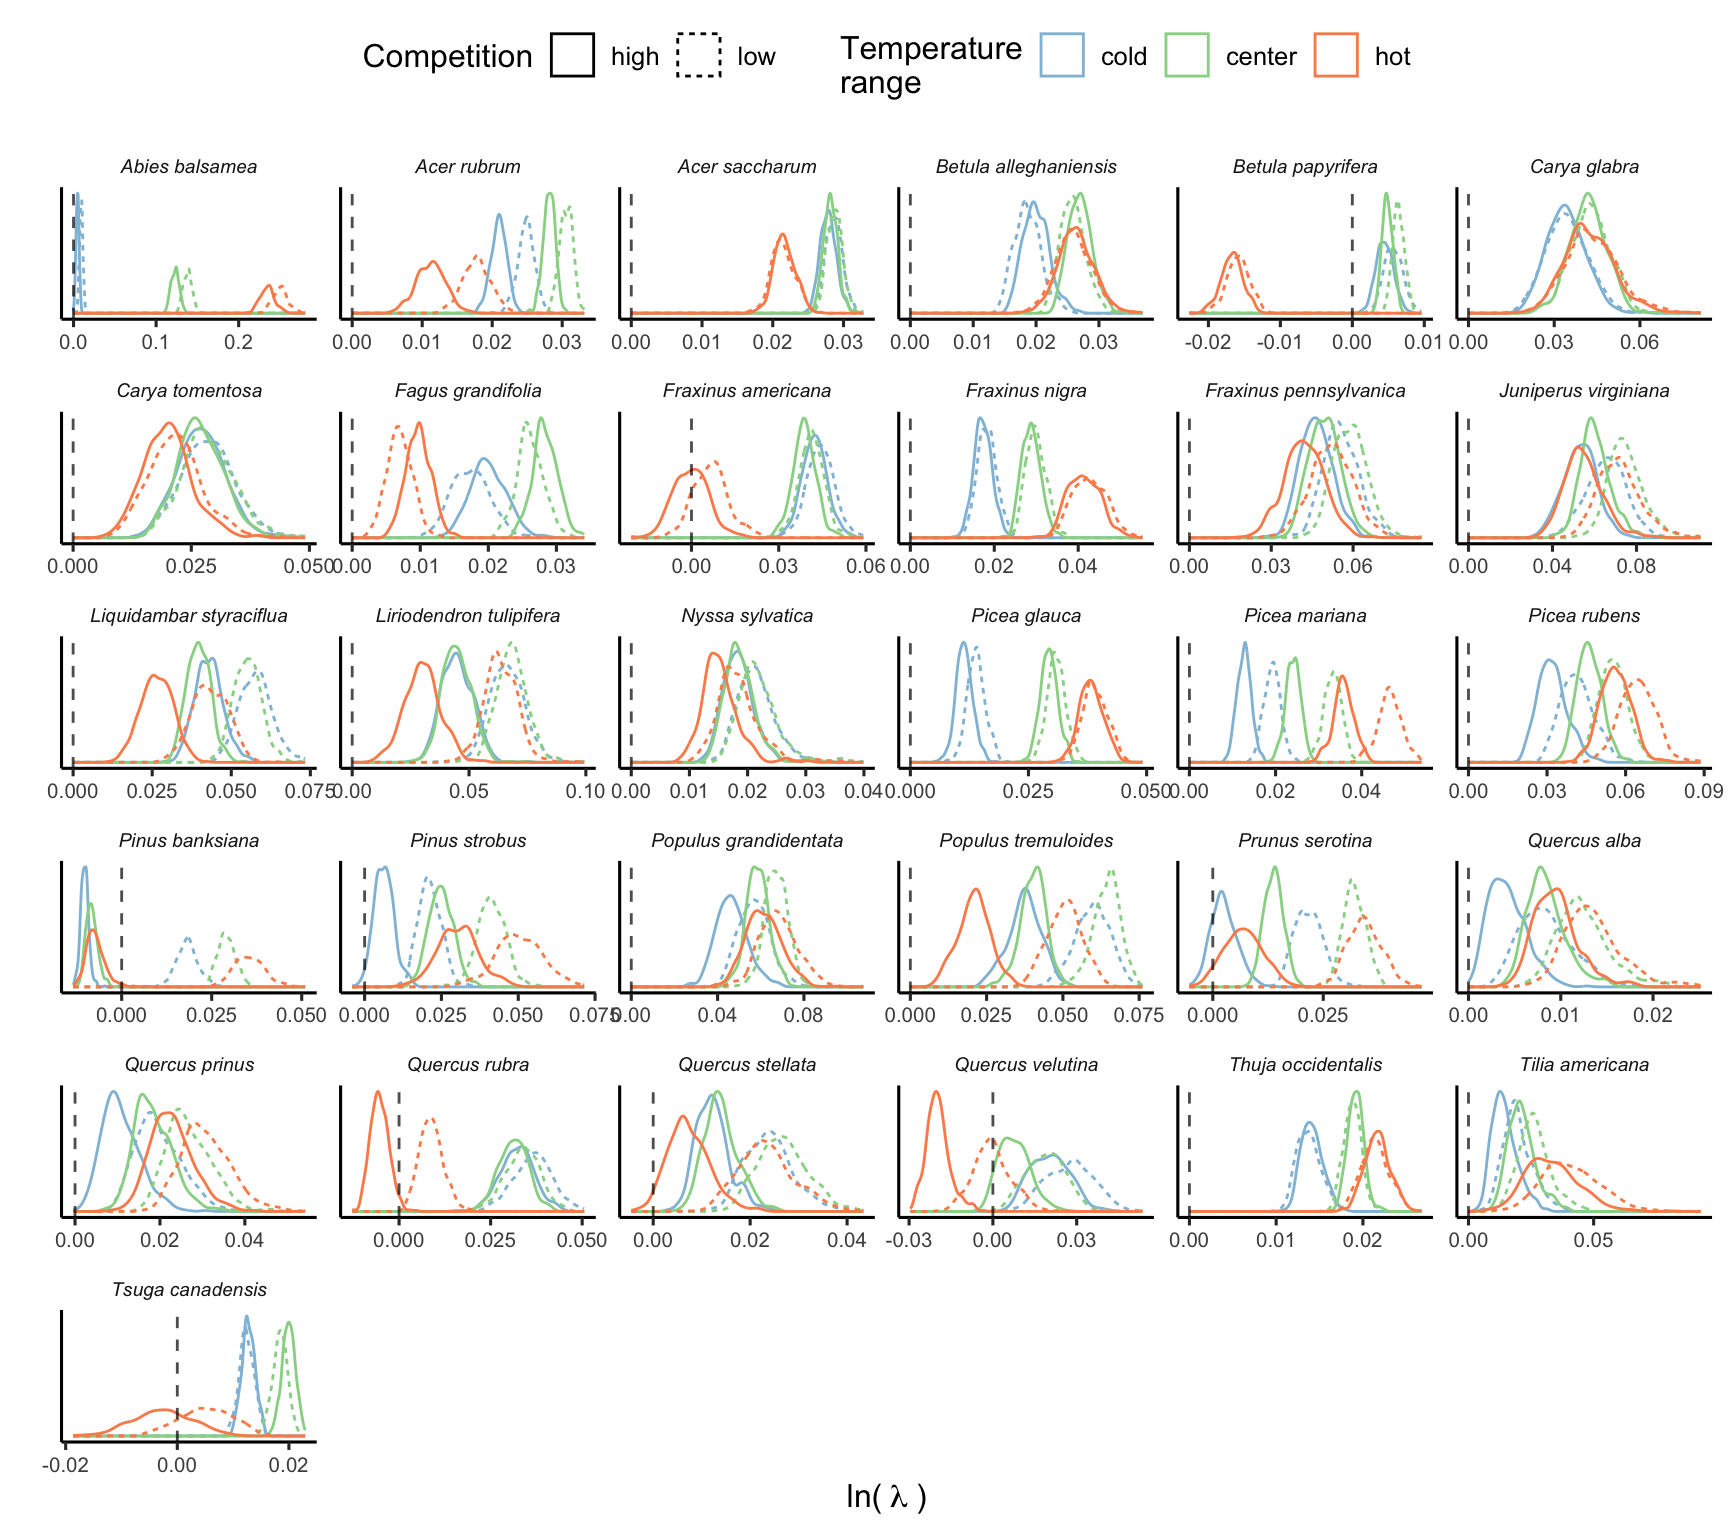 Competition high low Temperature range cold center hot
Abies balsamea Acer rubrum Acer saccharum Betula alleghaniensis Betula papyrifera Carya glabra
0.0 0.1 0.2 0.00 0.01 0.02 0.03 0.00 0.01 0.02 0.03 0.00 0.01 0.02 0.03 -0.02 -0.01 0.00 0.01 0.00 0.03 0.06
Carya tomentosa Fagus grandifolia Fraxinus americana Fraxinus nigra Fraxinus pennsylvanica Juniperus virginiana
0.000 0.025 0.050 0.00 0.01 0.02 0.03 0.00 0.03 0.06 0.00 0.02 0.04 0.00 0.03 0.06 0.00 0.04 0.08
Liquidambar styraciflua Liriodendron tulipifera Nyssa sylvatica Picea glauca Picea mariana Picea rubens
0.000 0.025 0.050 0.075 0.00 0.05 0.10 0.00 0.01 0.02 0.03 0.04 0.000 0.025 0.050 0.00 0.02 0.04 0.00 0.03 0.06 0.09
Pinus banksiana Pinus strobus Populus grandidentata Populus tremuloides Prunus serotina Quercus alba
0.000 0.025 0.050 0.000 0.025 0.050 0.075 0.00 0.04 0.08 0.000 0.025 0.050 0.075 0.000 0.025 0.00 0.01 0.02
Quercus prinus Quercus rubra Quercus stellata Quercus velutina Thuja occidentalis Tilia americana
0.00 0.02 0.04 0.000 0.025 0.050 0.00 0.02 0.04 -0.03 0.00 0.03 0.00 0.01 0.02 0.00 0.05
Tsuga canadensis
-0.02 0.00 0.02
ln( λ )